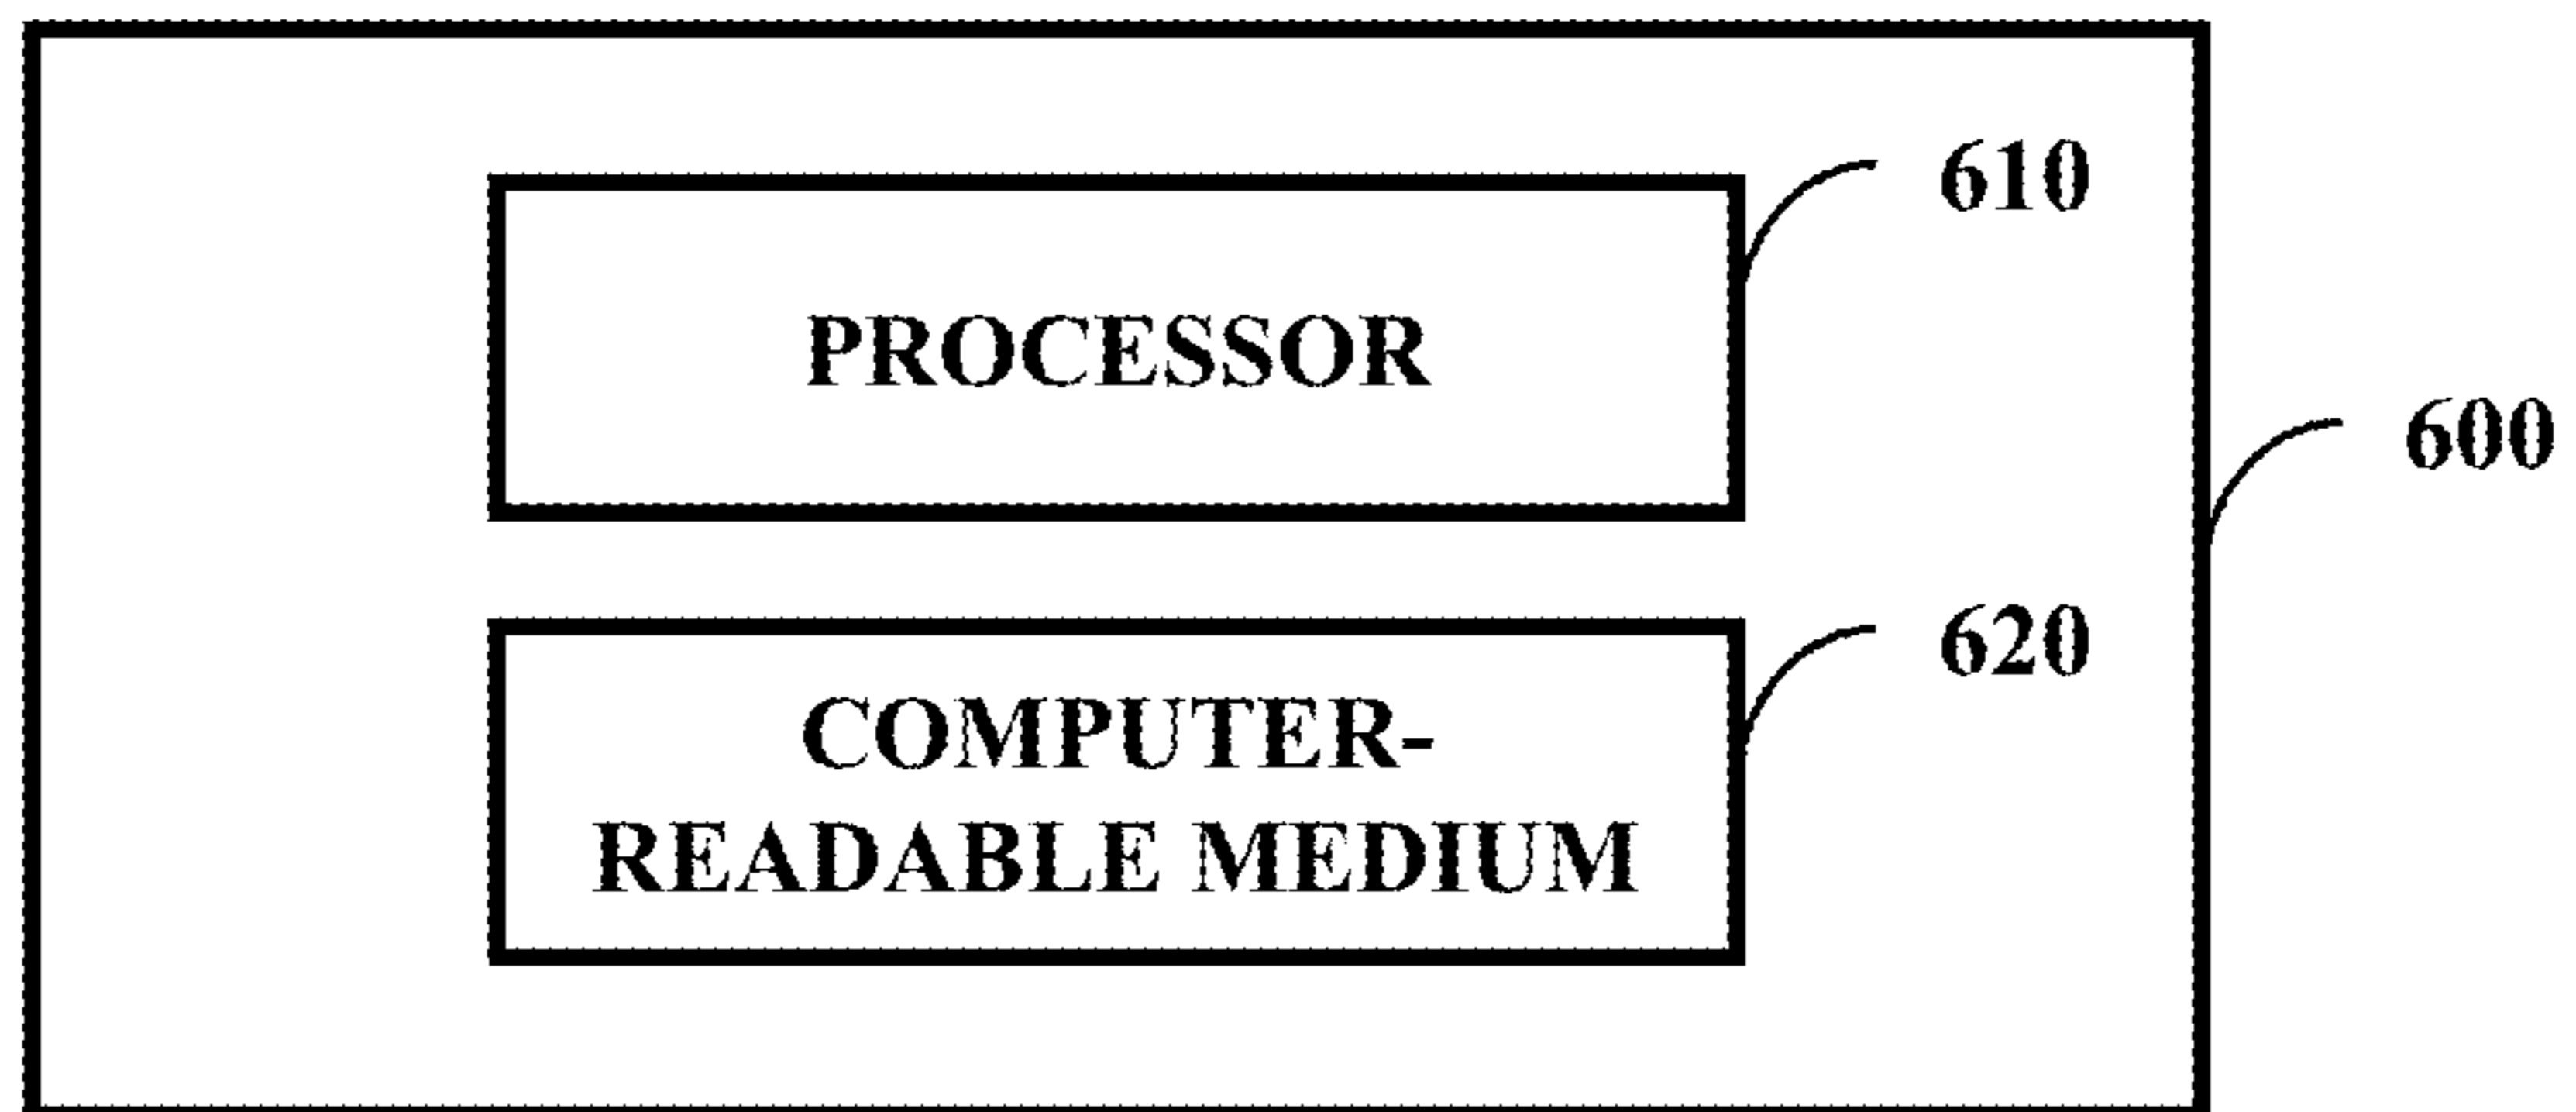 610
PROCESSOR
600
620
COMPUTER-
READABLE MEDIUM